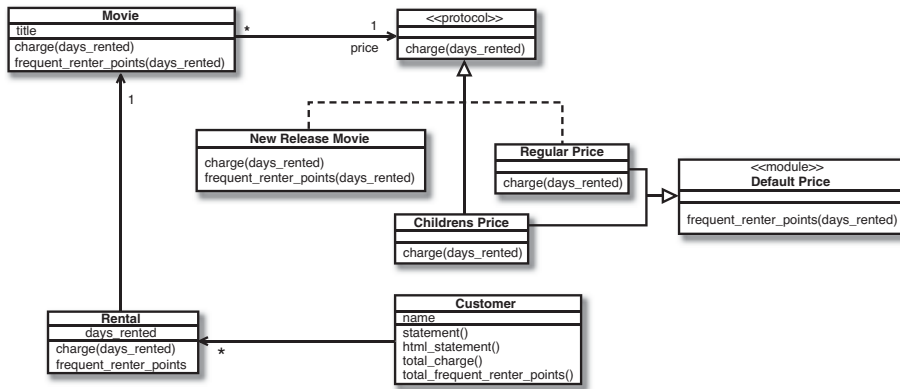 Movie
title
charge(days_rented)
frequent_renter_points(days_rented)
*
1
price
<<protocol>>
charge(days_rented)
1
New Release Movie
charge(days_rented)
frequent_renter_points(days_rented)
Regular Price
charge(days_rented)
<<module>>
Default Price
frequent_renter_points(days_rented)
Childrens Price
charge(days_rented)
Rental
days_rented
charge(days_rented)
frequent_renter_points
*
Customer
name
statement()
html_statement()
total_charge()
total_frequent_renter_points()